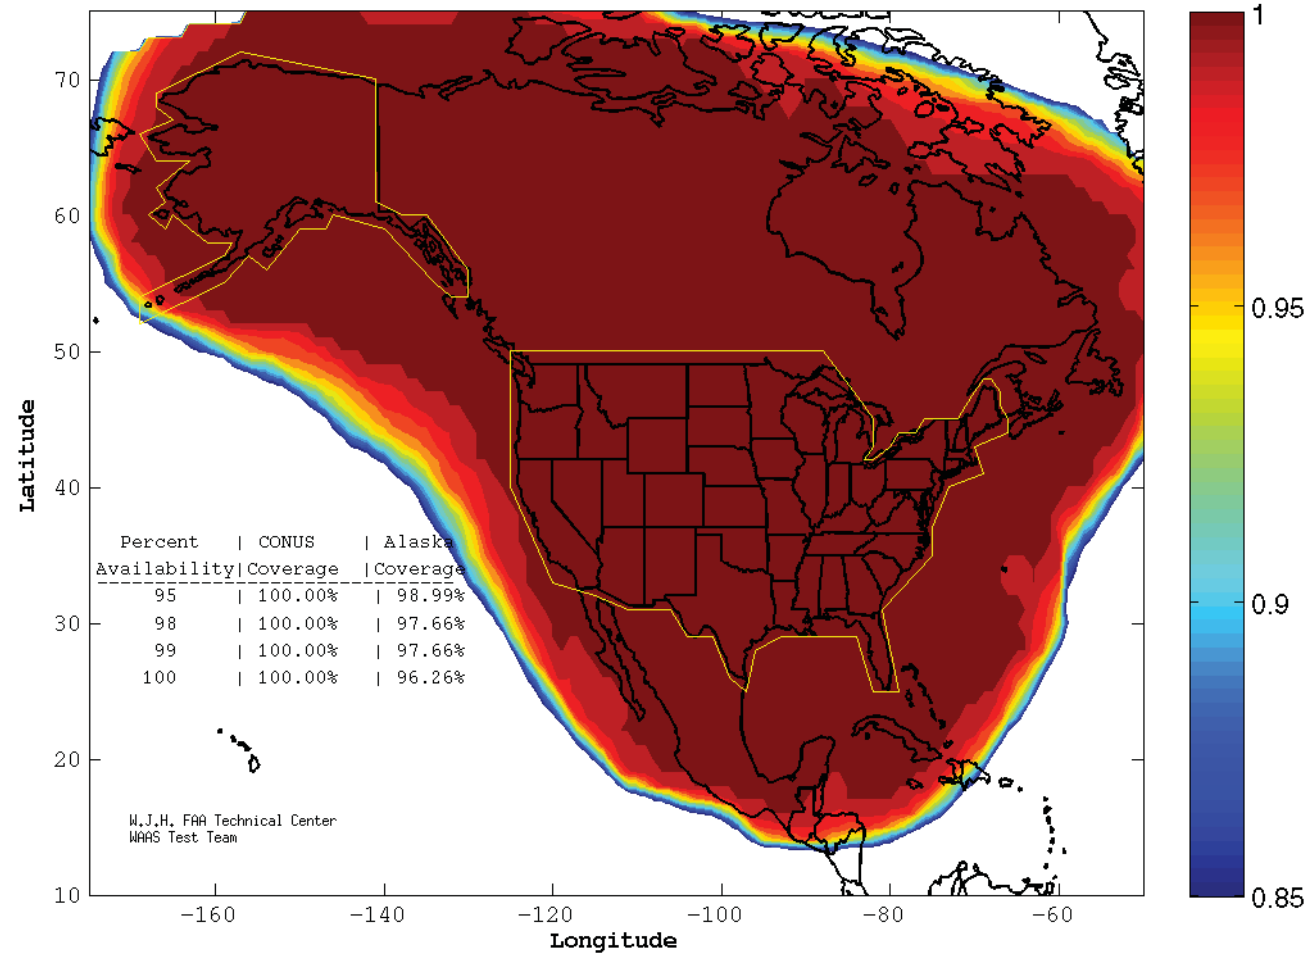 1
70
60
0.95
50
Latitude
40
Percent | CONUS | Alaska
Availability|Coverage |Coverage
95 | 100.00% | 98.99%
0.9
98 | 100.00% | 97.66%
30
99 | 100.00% | 97.66%
100 | 100.00% | 96.26%
20
W.J.H. FAA Technical Center
WAAS Test Team
10
0.85
-160 -140 -120 -100 -80 -60
Longitude